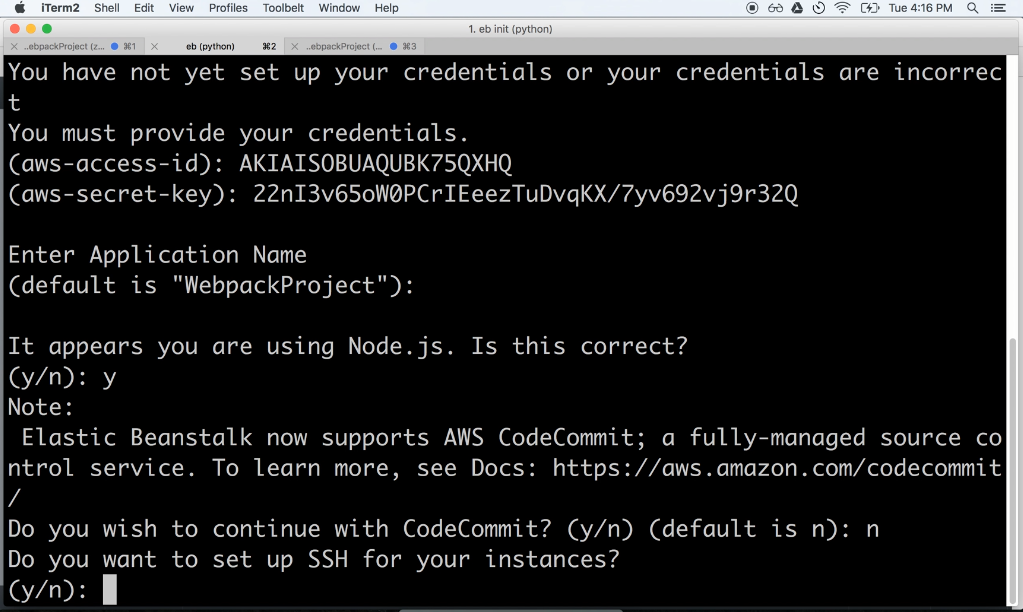 iTerm2 Shell Edit View Profiles Toolbelt Window Help Tue 4:16 PM
1. eb init (python)
..ebpackProject (z... ⌘1 eb (python) ⌘2 ..ebpackProject (... ⌘3
You have not yet set up your credentials or your credentials are incorrec
t
You must provide your credentials.
(aws-access-id): AKIAISOBUAQUBK75QXHQ
(aws-secret-key): 22nI3v65oW0PCrIEeezTuDvqKX/7yv692vj9r32Q
Enter Application Name
(default is "WebpackProject"):
It appears you are using Node.js. Is this correct?
(y/n): y
Note:
Elastic Beanstalk now supports AWS CodeCommit; a fully-managed source co
ntrol service. To learn more, see Docs: https://aws.amazon.com/codecommit
/
Do you wish to continue with CodeCommit? (y/n) (default is n): n
Do you want to set up SSH for your instances?
(y/n):